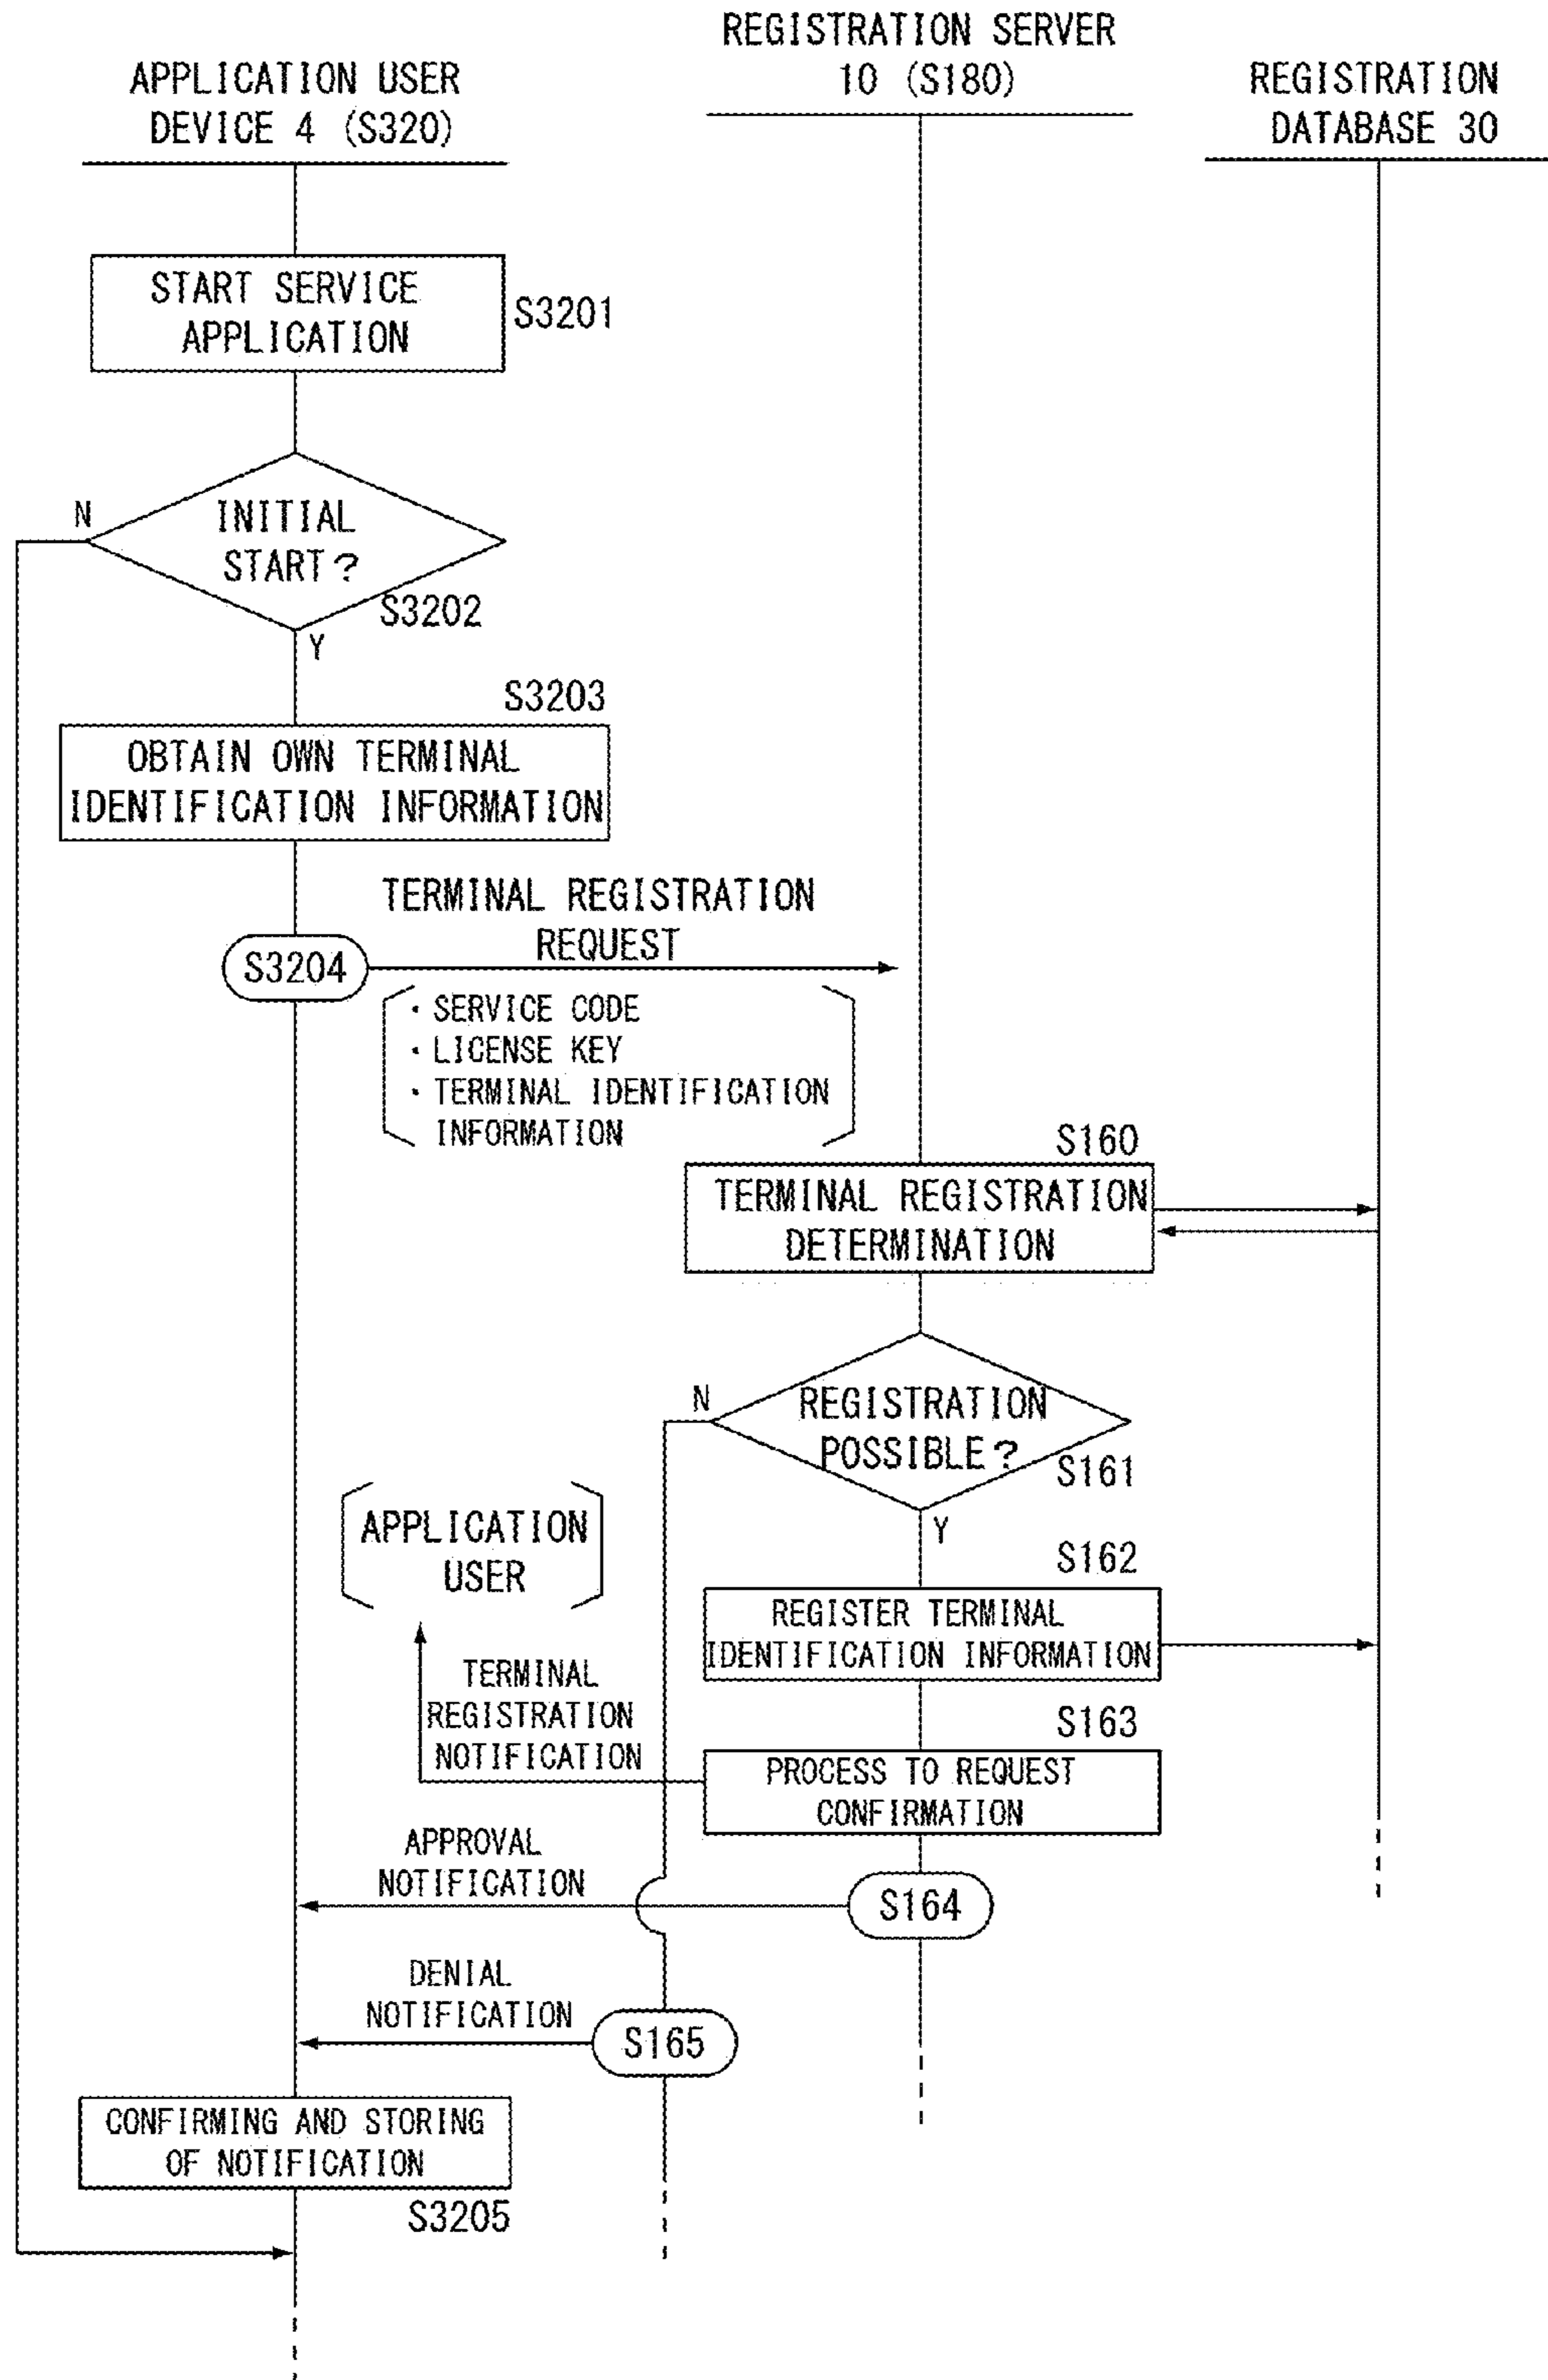 APPLICATION USER
DEVICE 4 (S320)
REGISTRATION SERVER
10 (S180)
REGISTRATION
DATABASE 30
START SERVICE
APPLICATION
S3201
N
INITIAL
START?
S3202
Y
S3203
OBTAIN OWN TERMINAL
IDENTIFICATION INFORMATION
TERMINAL REGISTRATION
REQUEST
S3204
· SERVICE CODE
· LICENSE KEY
· TERMINAL IDENTIFICATION
INFORMATION
S160
TERMINAL REGISTRATION
DETERMINATION
N
REGISTRATION
POSSIBLE?
S161
Y
APPLICATION
USER
S162
REGISTER TERMINAL
IDENTIFICATION INFORMATION
TERMINAL
REGISTRATION
NOTIFICATION
S163
PROCESS TO REQUEST
CONFIRMATION
APPROVAL
NOTIFICATION
S164
DENIAL
NOTIFICATION
S165
CONFIRMING AND STORING
OF NOTIFICATION
S3205